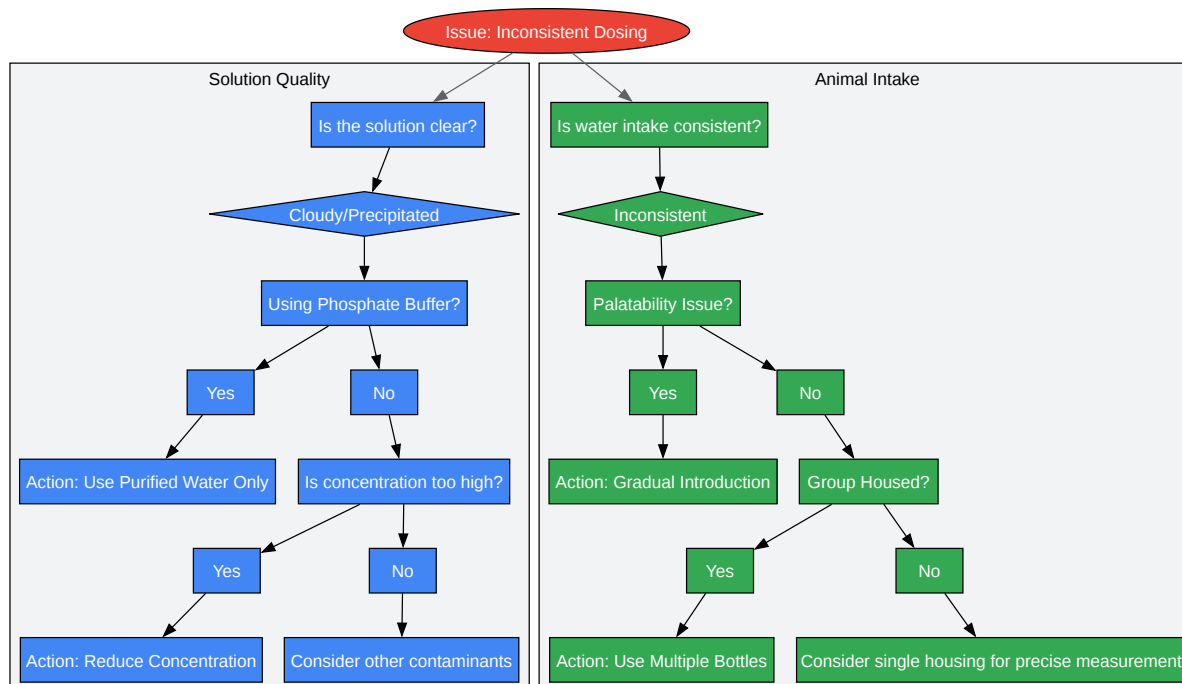 Issue: Inconsistent Dosing
Solution Quality
Is the solution clear?
Cloudy/Precipitated
Using Phosphate Buffer?
Yes
No
Action: Use Purified Water Only
Is concentration too high?
Yes
No
Action: Reduce Concentration
Consider other contaminants
Animal Intake
Is water intake consistent?
Inconsistent
Palatability Issue?
Yes
No
Action: Gradual Introduction
Group Housed?
Yes
No
Action: Use Multiple Bottles
Consider single housing for precise measurement